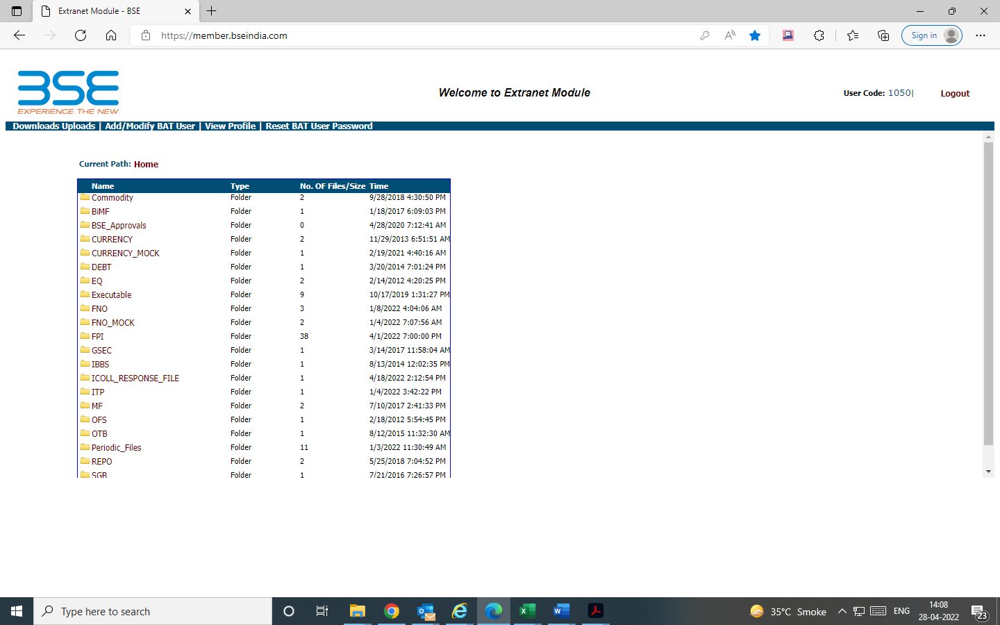 Extranet Module - BSE
https://member.bseindia.com
Sign in
BSE
EXPERIENCE THE NEW
Welcome to Extranet Module
User Code: 1050|
Logout
Downloads Uploads | Add/Modify BAT User | View Profile | Reset BAT User Password
Current Path: Home
Name Type No. OF Files/Size Time
Commodity Folder 2 9/28/2018 4:30:50 PM
BiMF Folder 1 1/18/2017 6:09:03 PM
BSE_Approvals Folder 0 4/28/2020 7:12:41 AM
CURRENCY Folder 2 11/29/2013 6:51:51 AM
CURRENCY_MOCK Folder 1 2/19/2021 4:40:16 AM
DEBT Folder 1 3/20/2014 7:01:24 PM
EQ Folder 2 2/14/2012 4:20:25 PM
Executable Folder 9 10/17/2019 1:31:27 PM
FNO Folder 3 1/8/2022 4:04:06 AM
FNO_MOCK Folder 2 1/4/2022 7:07:56 AM
FPI Folder 38 4/1/2022 7:00:00 PM
GSEC Folder 1 3/14/2017 11:58:04 AM
IBBS Folder 1 8/13/2014 12:02:35 PM
ICOLL_RESPONSE_FILE Folder 1 4/18/2022 2:12:54 PM
ITP Folder 1 1/4/2022 3:42:22 PM
MF Folder 2 7/10/2017 2:41:33 PM
OFS Folder 1 2/18/2012 5:54:45 PM
OTB Folder 1 8/12/2015 11:32:30 AM
Periodic_Files Folder 11 1/3/2022 11:30:49 AM
REPO Folder 2 5/25/2018 7:04:52 PM
SGB Folder 1 7/21/2016 7:26:57 PM
Type here to search
35°C Smoke
ENG
14:08
28-04-2022
23